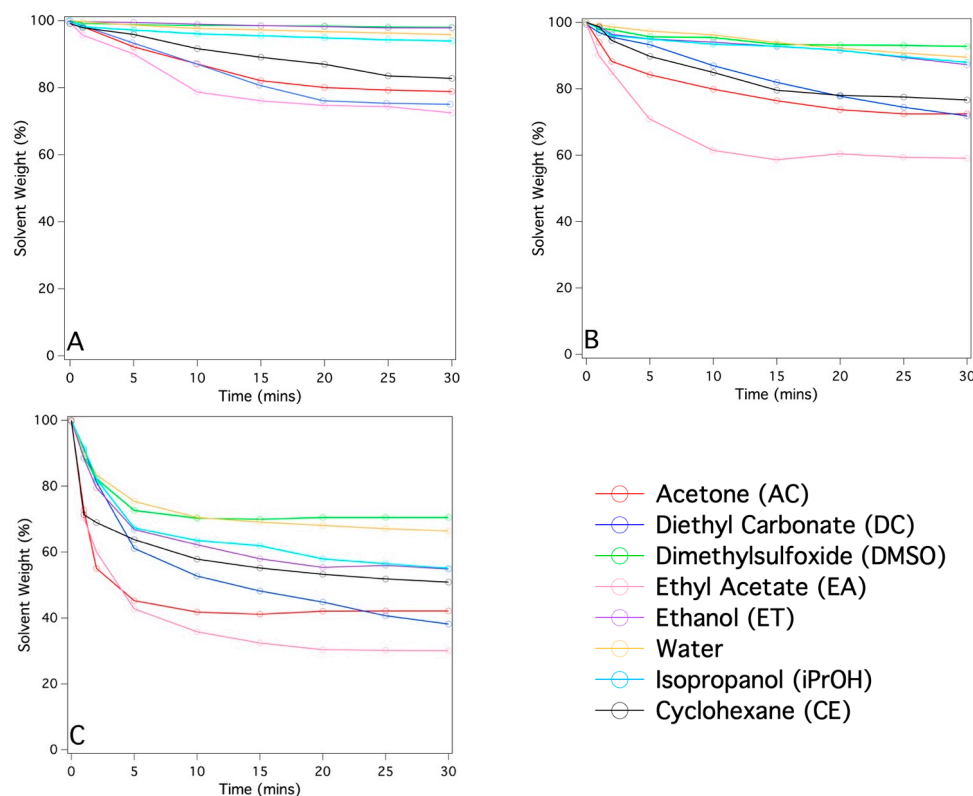 100
80
60
40
20
0
Solvent Weight (%)
A
0 5 10 15 20 25 30
Time (mins)
100
80
60
40
20
0
Solvent Weight (%)
B
0 5 10 15 20 25 30
Time (mins)
100
80
60
40
20
0
Solvent Weight (%)
C
0 5 10 15 20 25 30
Time (mins)
Acetone (AC)
Diethyl Carbonate (DC)
Dimethylsulfoxide (DMSO)
Ethyl Acetate (EA)
Ethanol (ET)
Water
Isopropanol (iPrOH)
Cyclohexane (CE)